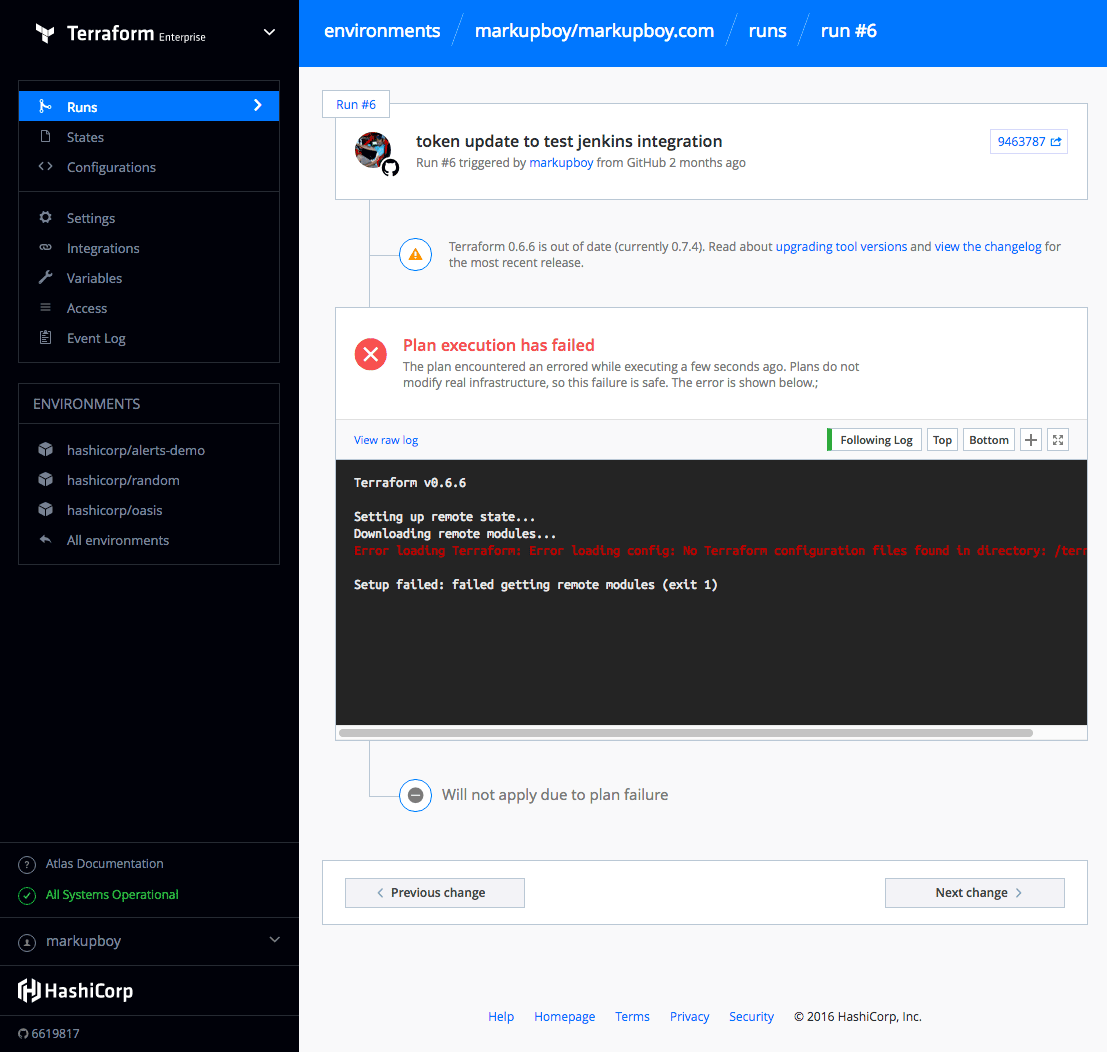 Terraform Enterprise
Runs
States
Configurations
Settings
Integrations
Variables
Access
Event Log
ENVIRONMENTS
hashicorp/alerts-demo
hashicorp/random
hashicorp/oasis
All environments
Atlas Documentation
All Systems Operational
markupboy
HashiCorp
6619817
environments / markupboy/markupboy.com / runs / run #6
Run #6
token update to test jenkins integration
9463787
Run #6 triggered by markupboy from GitHub 2 months ago
Terraform 0.6.6 is out of date (currently 0.7.4). Read about upgrading tool versions and view the changelog for
the most recent release.
Plan execution has failed
The plan encountered an errored while executing a few seconds ago. Plans do not
modify real infrastructure, so this failure is safe. The error is shown below.;
View raw log
Following Log
Top
Bottom
Terraform v0.6.6
Setting up remote state...
Downloading remote modules...
Error loading Terraform: Error loading config: No Terraform configuration files found in directory: /terr
Setup failed: failed getting remote modules (exit 1)
Will not apply due to plan failure
Previous change
Next change
Help Homepage Terms Privacy Security © 2016 HashiCorp, Inc.